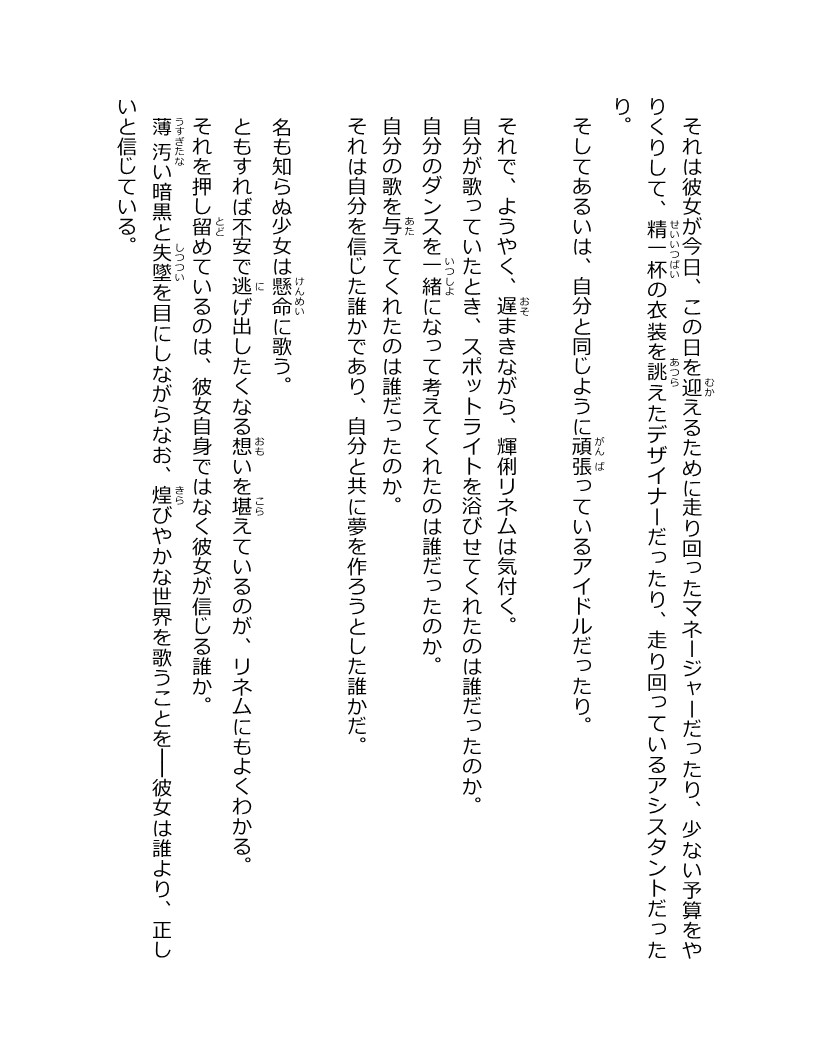 それは彼女が今日、この日を迎えるために走り回ったマネージャーだったり、少ない予算をや
りくりして、精一杯の衣装を誂えたデザイナーだったり、走り回っているアシスタントだった
り。
そしてあるいは、自分と同じように頑張っているアイドルだったり。
それで、ようやく、遅まきながら、輝俐リネムは気付く。
自分が歌っていたとき、スポットライトを浴びせてくれたのは誰だったのか。
自分のダンスを一緒になって考えてくれたのは誰だったのか。
自分の歌を与えてくれたのは誰だったのか。
それは自分を信じた誰かであり、自分と共に夢を作ろうとした誰かだ。
名も知らぬ少女は懸命に歌う。
ともすれば不安で逃げ出したくなる想いを堪えているのが、リネムにもよくわかる。
それを押し留めているのは、彼女自身ではなく彼女が信じる誰か。
薄汚い暗黒と失墜を目にしながらなお、煌びやかな世界を歌うことを――彼女は誰より、正し
いと信じている。